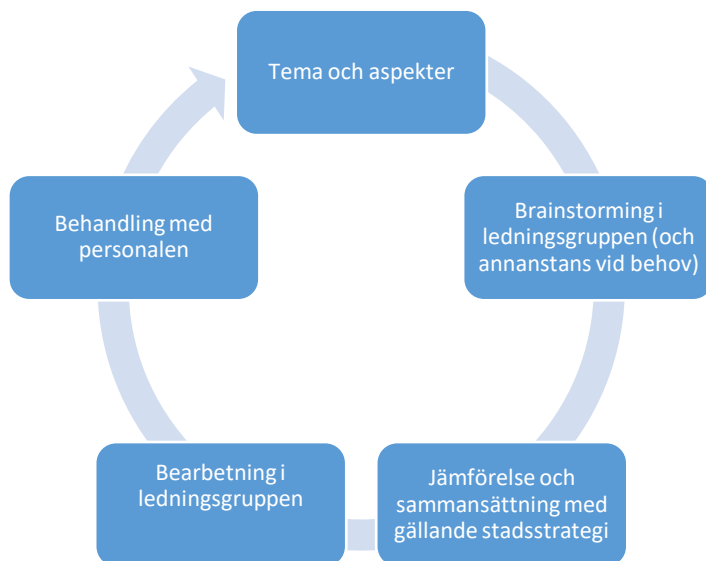 Tema och aspekter
Brainstorming i
ledningsgruppen (och
annanstans vid behov)
Jämförelse och
sammansättning med
gällande stadsstrategi
Bearbetning i
ledningsgruppen
Behandling med
personalen